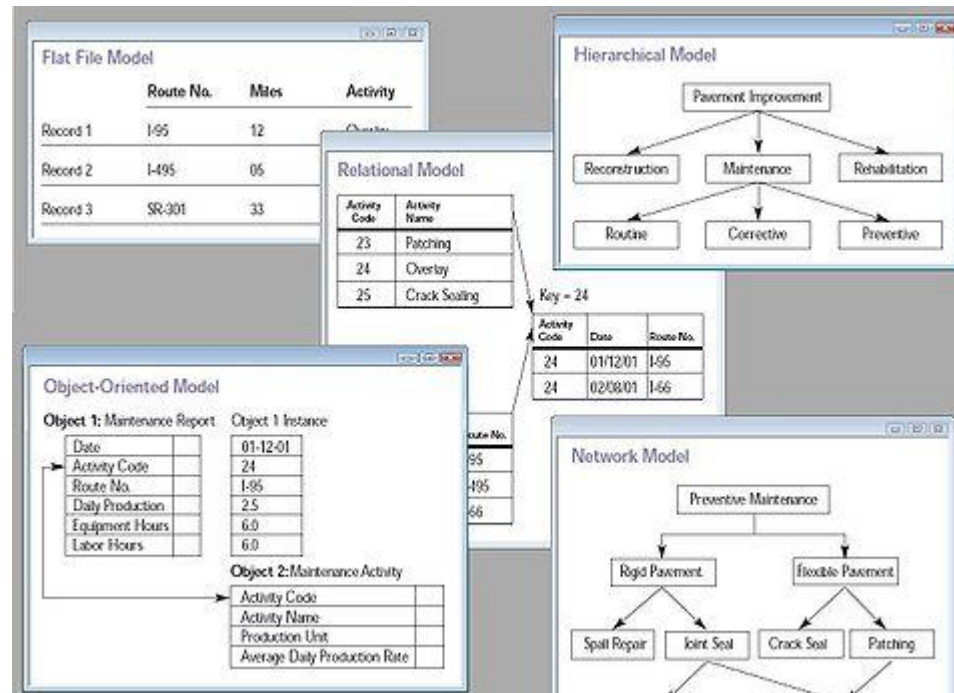 Flat File Model
Route No. Miles Activity
Record 1 I-95 12 Overlay
Record 2 I-495 05
Record 3 SR-301 33
Hierarchical Model
Pavement Improvement
Reconstruction Maintenance Rehabilitation
Routine Corrective Preventive
Relational Model
Activity Code Activity Name
23 Patching
24 Overlay
25 Crack Sealing
Key = 24
Activity Code Date Route No.
24 01/12/01 I-95
24 02/08/01 I-66
Route No.
95
495
66
Object-Oriented Model
Object 1: Maintenance Report Object 1 Instance
Date 01-12-01
Activity Code 24
Route No. I-95
Daily Production 2.5
Equipment Hours 6.0
Labor Hours 6.0
Object 2: Maintenance Activity
Activity Code
Activity Name
Production Unit
Average Daily Production Rate
Network Model
Preventive Maintenance
Rigid Pavement Flexible Pavement
Spall Repair Joint Seal Crack Seal Patching